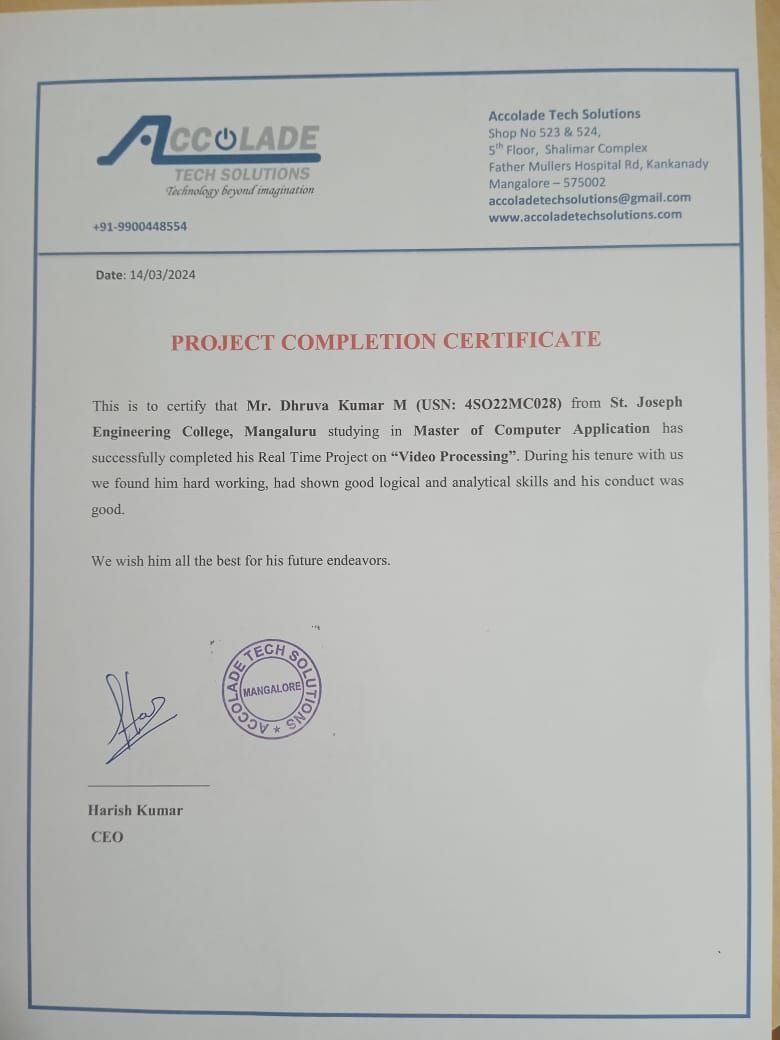 ACCOLADE
TECH SOLUTIONS
Technology beyond imagination
+91-9900448554
Accolade Tech Solutions
Shop No 523 & 524,
5th Floor, Shalimar Complex
Father Mullers Hospital Rd, Kankanady
Mangalore – 575002
accoladetechsolutions@gmail.com
www.accoladetechsolutions.com
Date: 14/03/2024
PROJECT COMPLETION CERTIFICATE
This is to certify that Mr. Dhruva Kumar M (USN: 4SO22MC028) from St. Joseph
Engineering College, Mangaluru studying in Master of Computer Application has
successfully completed his Real Time Project on “Video Processing”. During his tenure with us
we found him hard working, had shown good logical and analytical skills and his conduct was
good.
We wish him all the best for his future endeavors.
ACCOLADE TECH SOLUTIONS ★
MANGALORE
Harish Kumar
CEO